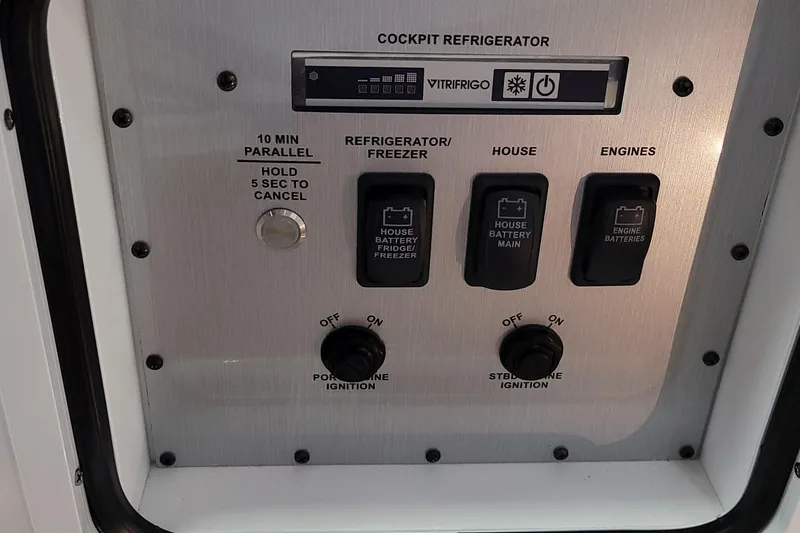 COCKPIT REFRIGERATOR
VITRIFRIGO
10 MIN
PARALLEL
HOLD
5 SEC TO
CANCEL
REFRIGERATOR/
FREEZER
HOUSE
ENGINES
HOUSE
BATTERY
FRIDGE/
FREEZER
HOUSE
BATTERY
MAIN
ENGINE
BATTERIES
OFF ON
IGNITION
OFF ON
IGNITION